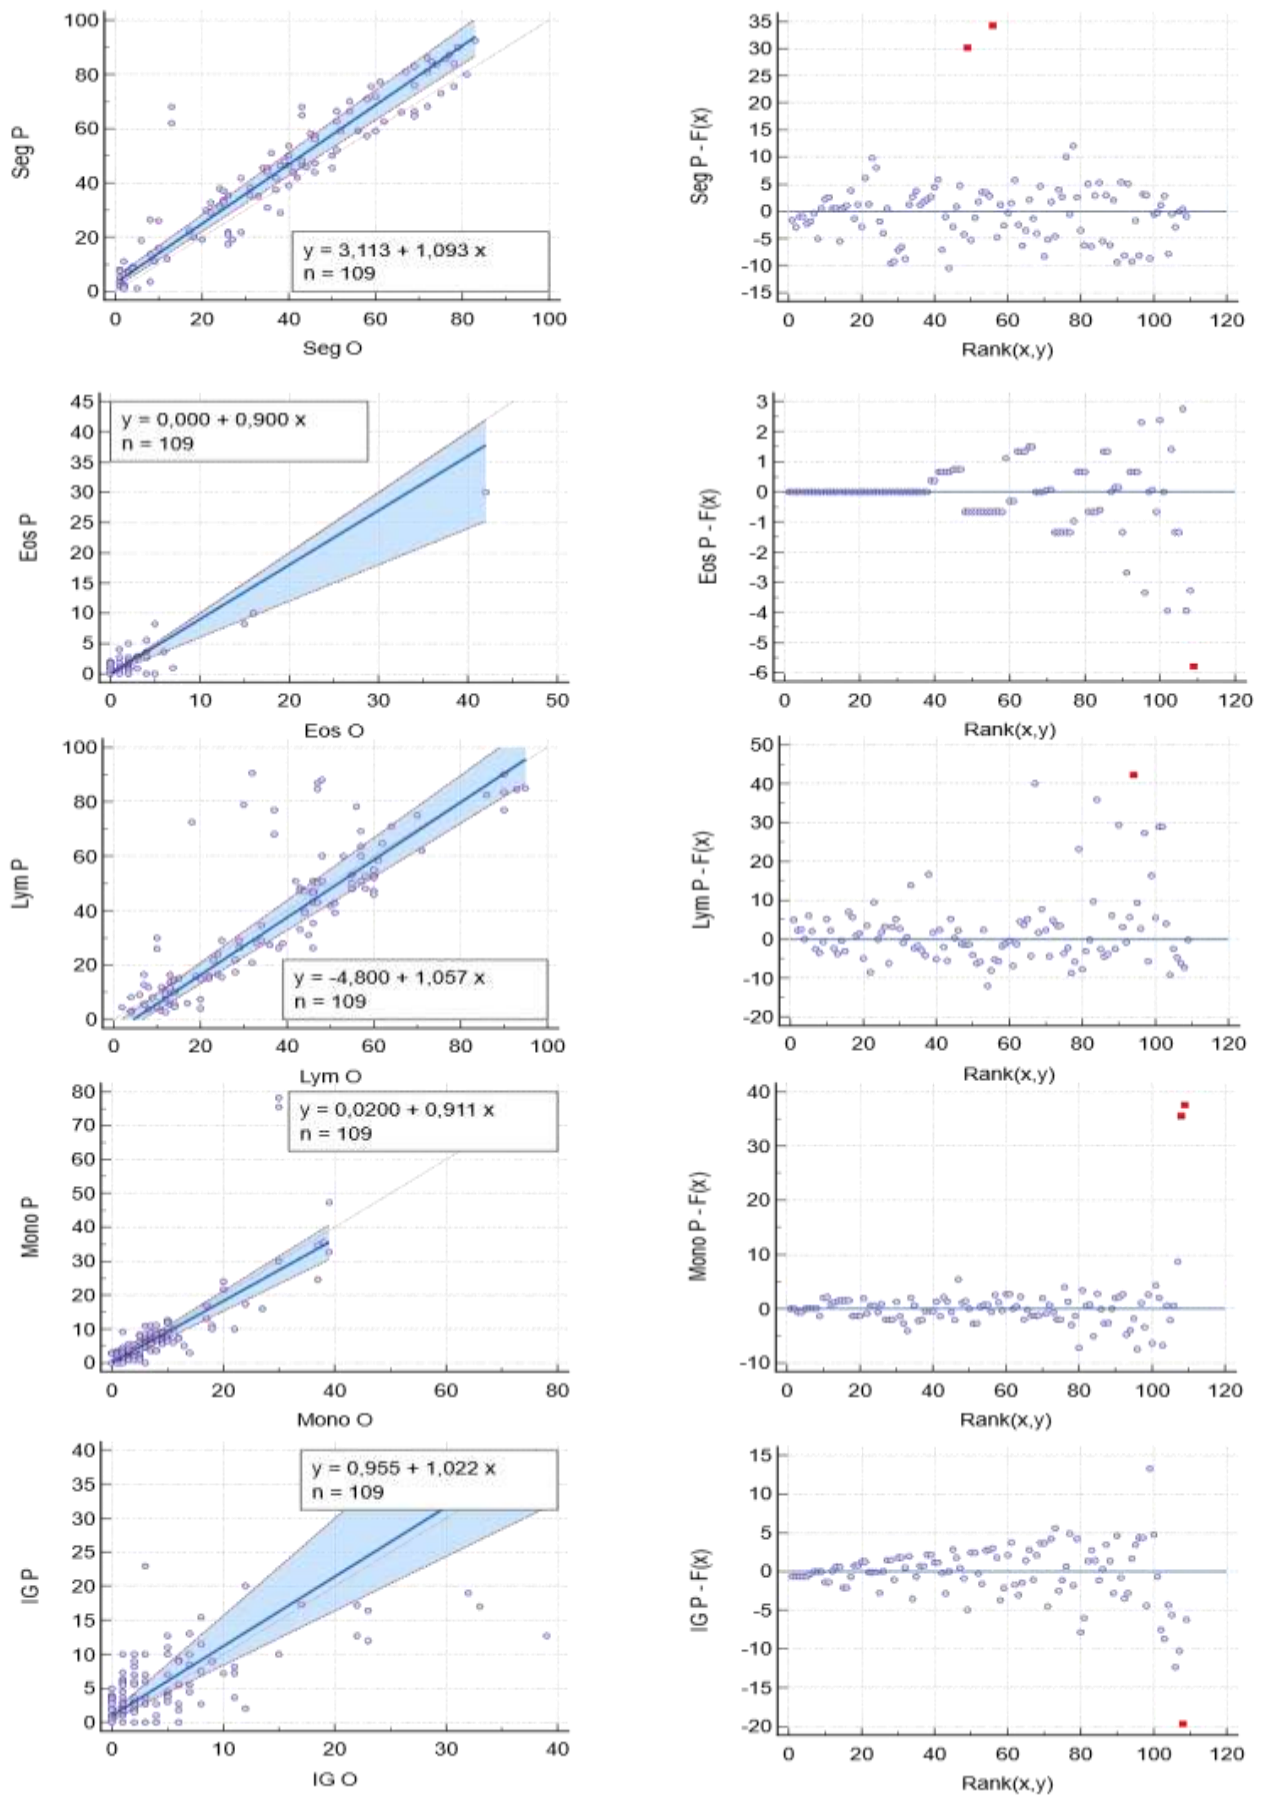 Seg P
100
80
60
40
20
0
y = 3,113 + 1,093 x
n = 109
0 20 40 60 80 100
Seg O
Seg P - F(x)
35
30
25
20
15
10
5
0
-5
-10
-15
0 20 40 60 80 100 120
Rank(x,y)
Eos P
45
40
35
30
25
20
15
10
5
0
y = 0,000 + 0,900 x
n = 109
0 10 20 30 40 50
Eos O
Eos P - F(x)
3
2
1
0
-1
-2
-3
-4
-5
-6
0 20 40 60 80 100 120
Rank(x,y)
Lym P
100
80
60
40
20
0
y = -4,800 + 1,057 x
n = 109
0 20 40 60 80 100
Lym O
Lym P - F(x)
50
40
30
20
10
0
-10
-20
0 20 40 60 80 100 120
Rank(x,y)
Mono P
80
70
60
50
40
30
20
10
0
y = 0,0200 + 0,911 x
n = 109
0 20 40 60 80
Mono O
Mono P - F(x)
40
30
20
10
0
-10
0 20 40 60 80 100 120
Rank(x,y)
IG P
40
35
30
25
20
15
10
5
0
y = 0,955 + 1,022 x
n = 109
0 10 20 30 40
IG O
IG P - F(x)
15
10
5
0
-5
-10
-15
-20
0 20 40 60 80 100 120
Rank(x,y)